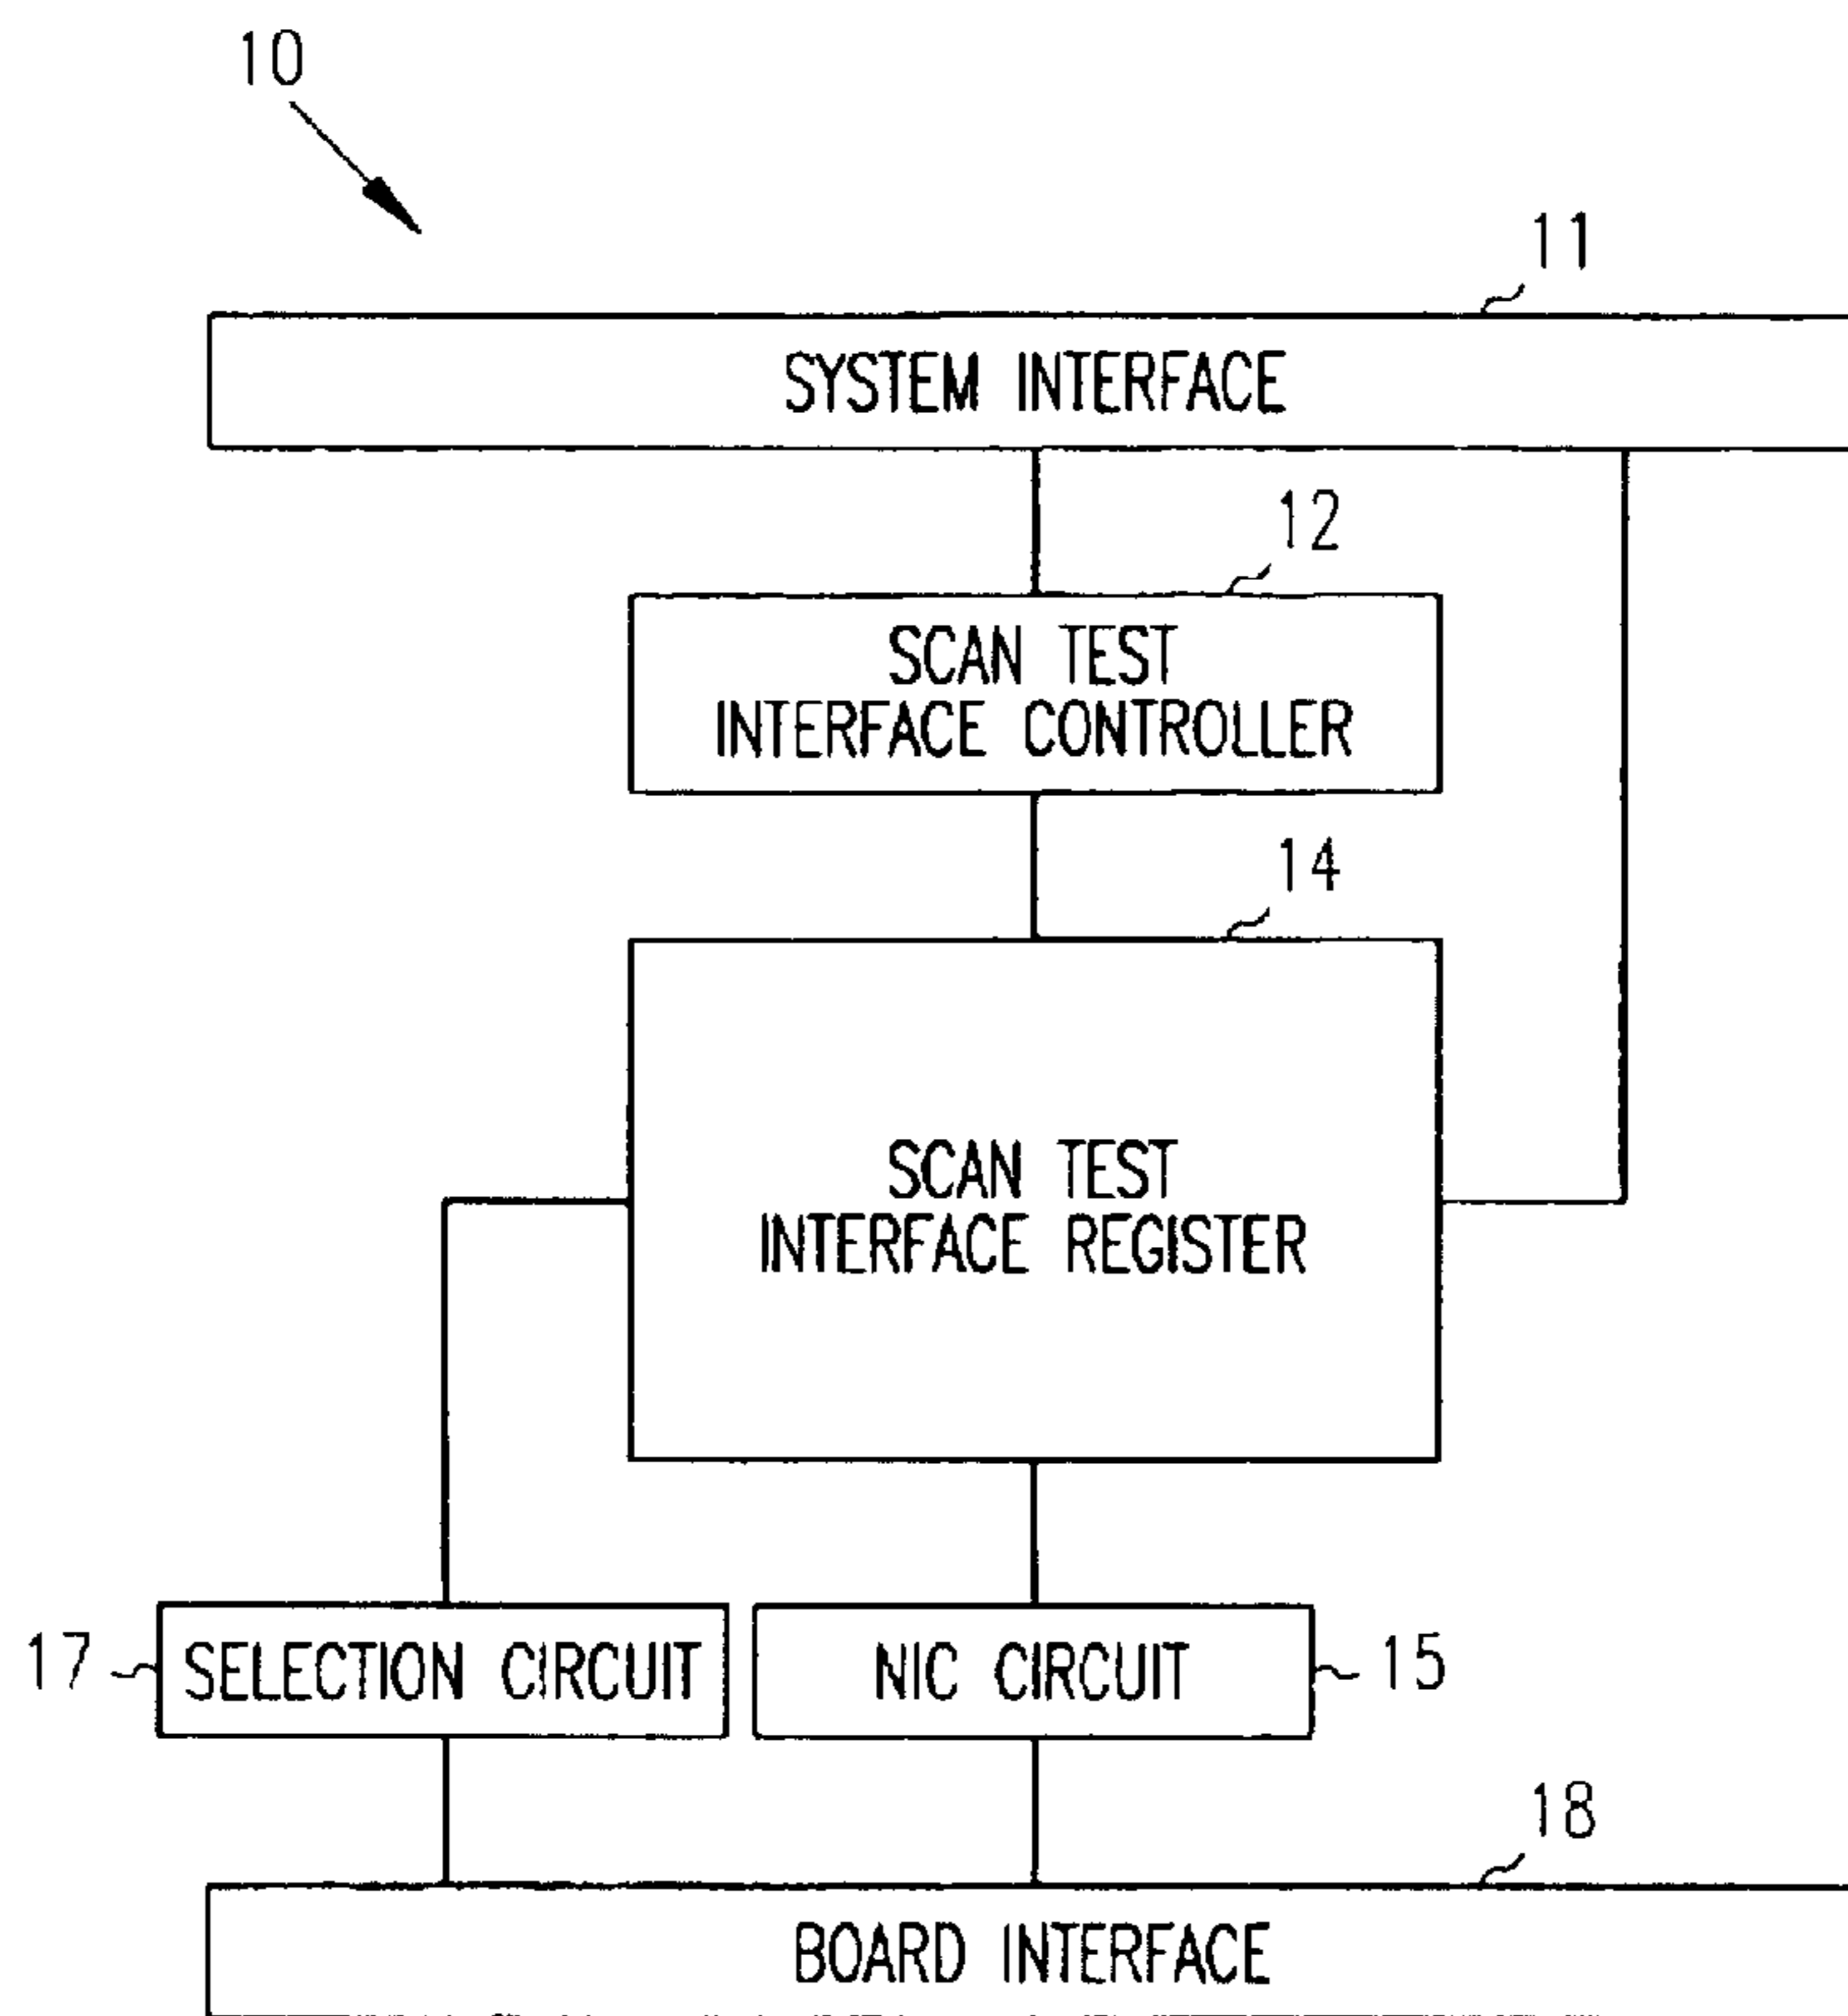 10
11
SYSTEM INTERFACE
12
SCAN TEST
INTERFACE CONTROLLER
14
SCAN TEST
INTERFACE REGISTER
17
SELECTION CIRCUIT
NIC CIRCUIT
15
18
BOARD INTERFACE